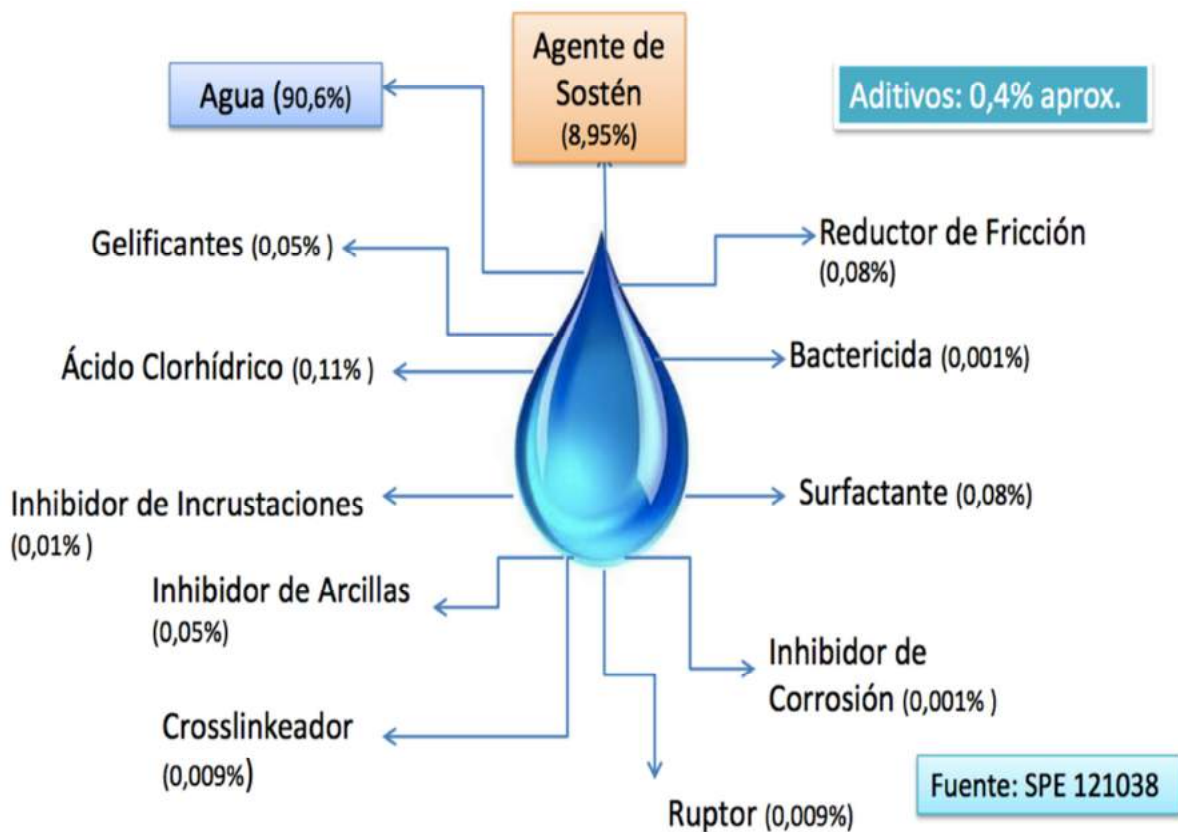 Agente de
Sostén
(8,95%)
Agua (90,6%)
Aditivos: 0,4% aprox.
Gelificantes (0,05% )
Reductor de Fricción
(0,08%)
Ácido Clorhídrico (0,11% )
Bactericida (0,001%)
Inhibidor de Incrustaciones
(0,01% )
Surfactante (0,08%)
Inhibidor de Arcillas
(0,05%)
Inhibidor de
Corrosión (0,001% )
Crosslinkeador
(0,009%)
Ruptor (0,009%)
Fuente: SPE 121038